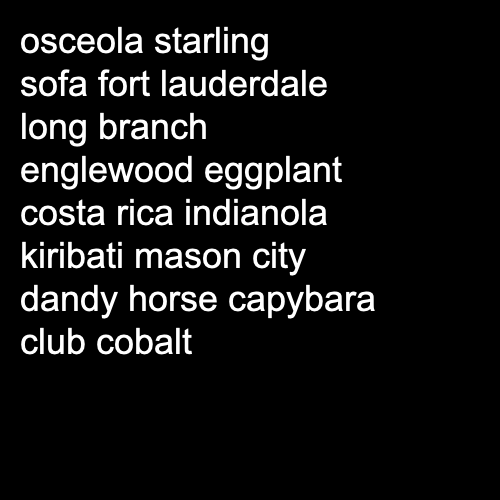 osceola starling
sofa fort lauderdale
long branch
englewood eggplant
costa rica indianola
kiribati mason city
dandy horse capybara
club cobalt